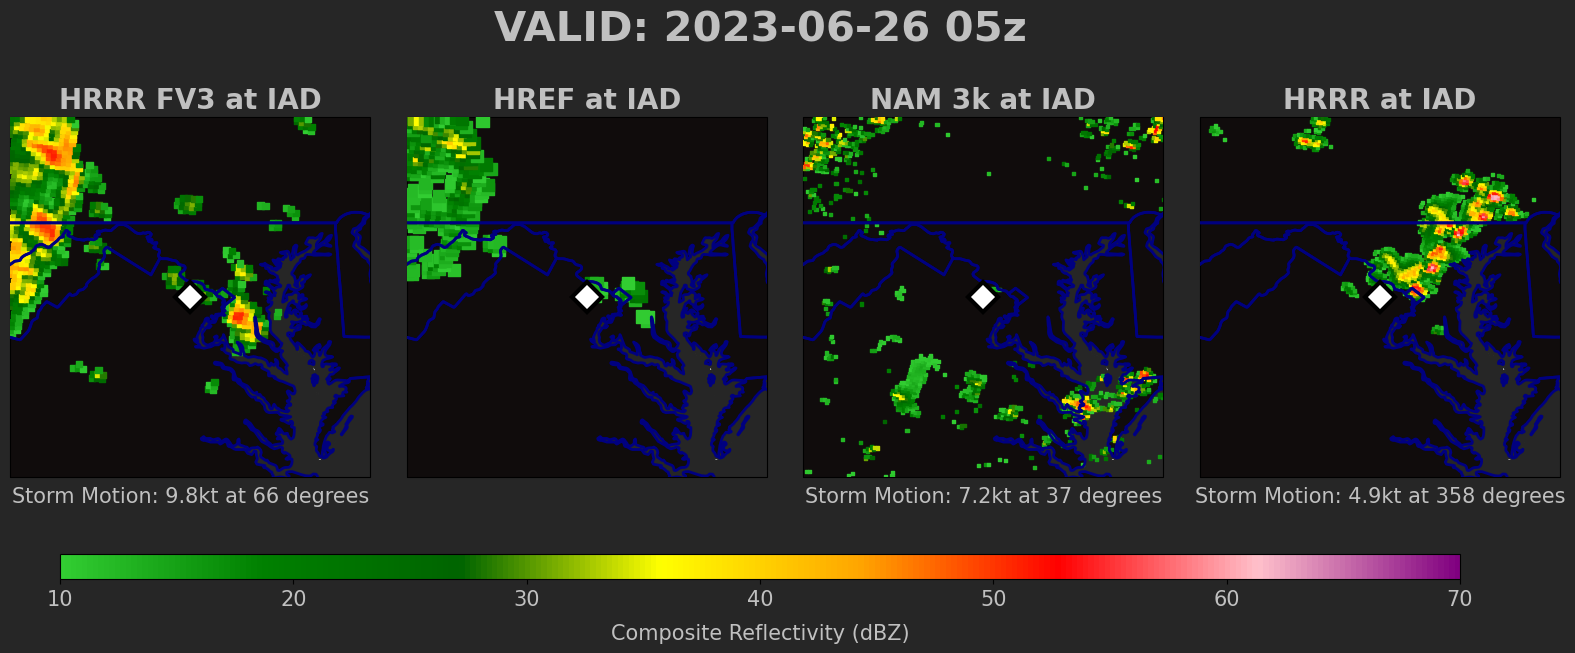 VALID: 2023-06-26 05z
HRRR FV3 at IAD
HREF at IAD
NAM 3k at IAD
HRRR at IAD
Storm Motion: 9.8kt at 66 degrees
Storm Motion: 7.2kt at 37 degrees
Storm Motion: 4.9kt at 358 degrees
10 20 30 40 50 60 70
Composite Reflectivity (dBZ)